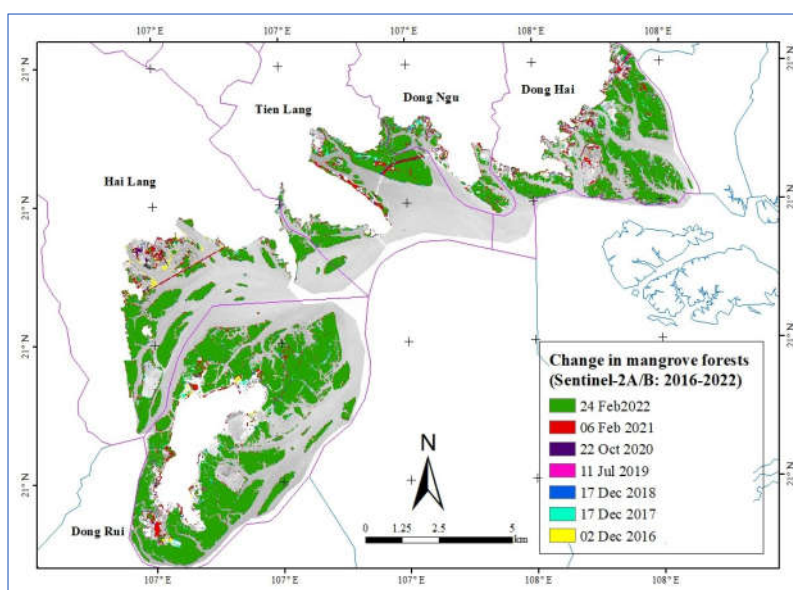 107° E 107° E 107° E 108° E 108° E
21° N 21° N
Dong Ngu
Dong Hai
Tien Lang
Hai Lang
21° N 21° N
21° N 21° N
Change in mangrove forests
(Sentinel-2A/B: 2016-2022)
24 Feb2022
06 Feb 2021
22 Oct 2020
11 Jul 2019
17 Dec 2018
17 Dec 2017
02 Dec 2016
N
21° N 21° N
Dong Rui
0 1.25 2.5 5
km
107° E 107° E 107° E 108° E 108° E